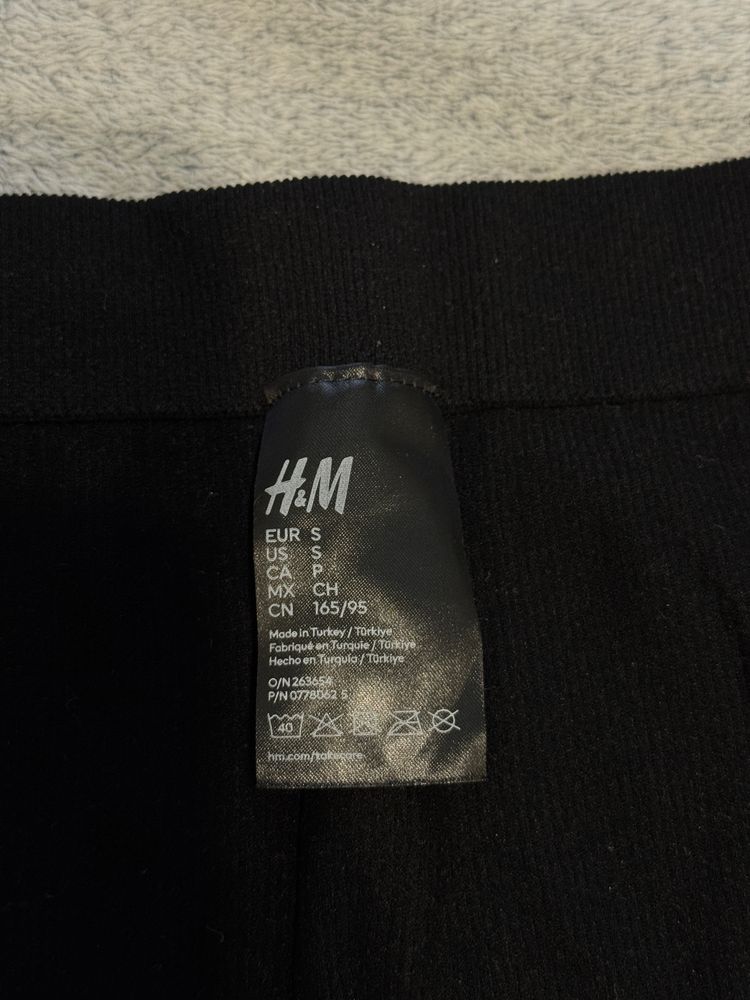 H&M
EUR S
US S
CA P
MX CH
CN 165/95
Made in Turkey / Türkiye
Fabriqué en Turquie / Türkiye
Hecho en Turquía / Türkiye
O/N 263654
P/N 0778062 5
40
hm.com/takecare